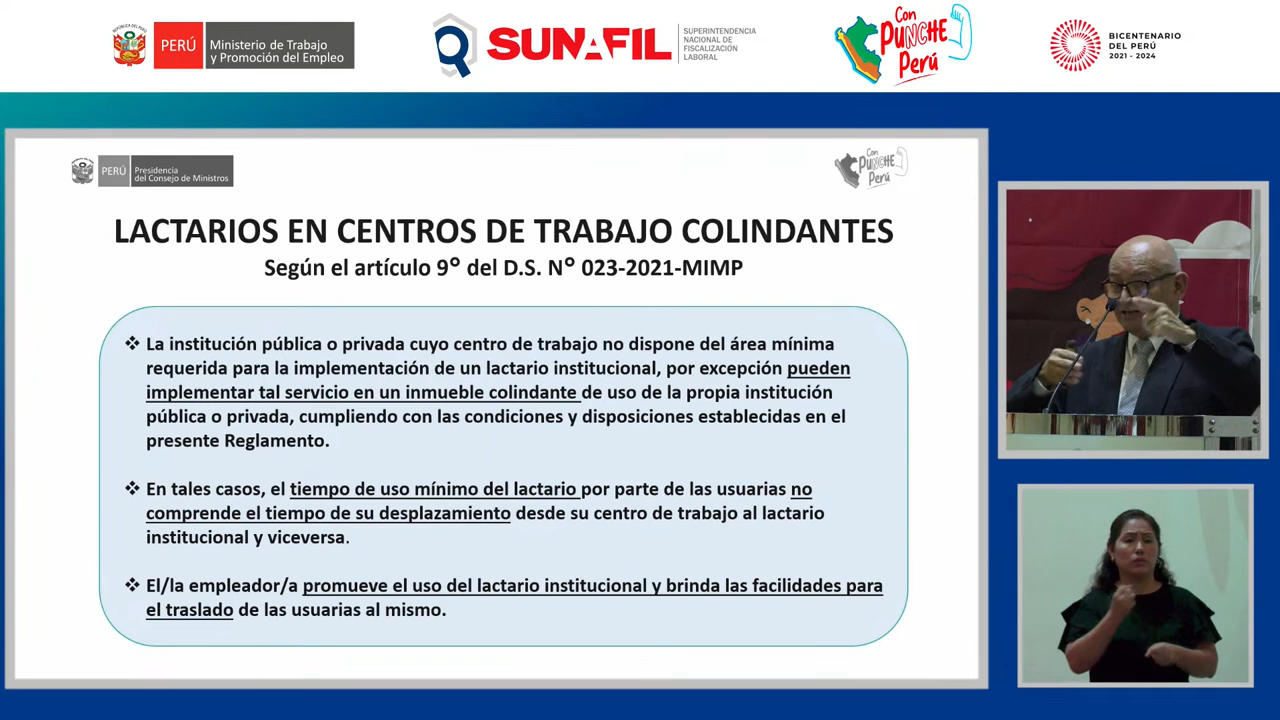 REPÚBLICA DEL PERÚ
PERÚ
Ministerio de Trabajo
y Promoción del Empleo
SUNAFIL
SUPERINTENDENCIA
NACIONAL DE
FISCALIZACIÓN
LABORAL
Con
PUNCHE
Perú
BICENTENARIO
DEL PERÚ
2021 - 2024
PERÚ
Presidencia
del Consejo de Ministros
Con
PUNCHE
Perú
LACTARIOS EN CENTROS DE TRABAJO COLINDANTES
Según el artículo 9° del D.S. N° 023-2021-MIMP
❖ La institución pública o privada cuyo centro de trabajo no dispone del área mínima
requerida para la implementación de un lactario institucional, por excepción pueden
implementar tal servicio en un inmueble colindante de uso de la propia institución
pública o privada, cumpliendo con las condiciones y disposiciones establecidas en el
presente Reglamento.
❖ En tales casos, el tiempo de uso mínimo del lactario por parte de las usuarias no
comprende el tiempo de su desplazamiento desde su centro de trabajo al lactario
institucional y viceversa.
❖ El/la empleador/a promueve el uso del lactario institucional y brinda las facilidades para
el traslado de las usuarias al mismo.